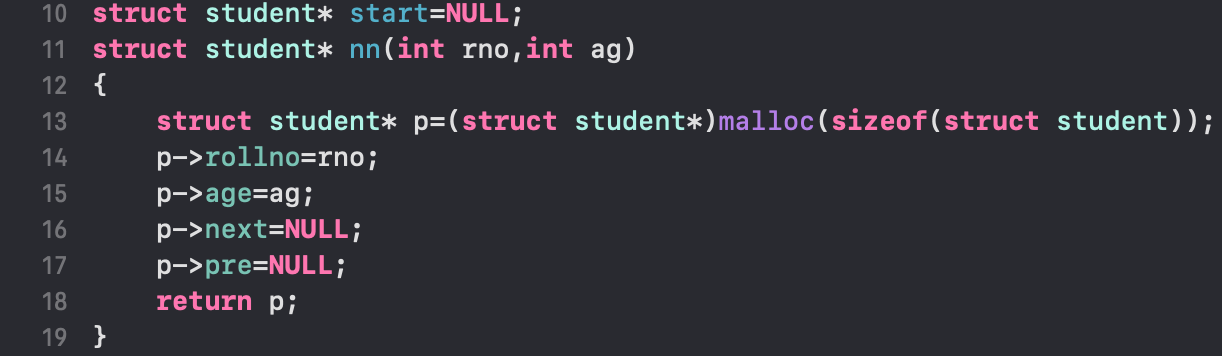 10 struct student* start=NULL;
11 struct student* nn(int rno,int ag)
12 {
13     struct student* p=(struct student*)malloc(sizeof(struct student));
14     p->rollno=rno;
15     p->age=ag;
16     p->next=NULL;
17     p->pre=NULL;
18     return p;
19 }